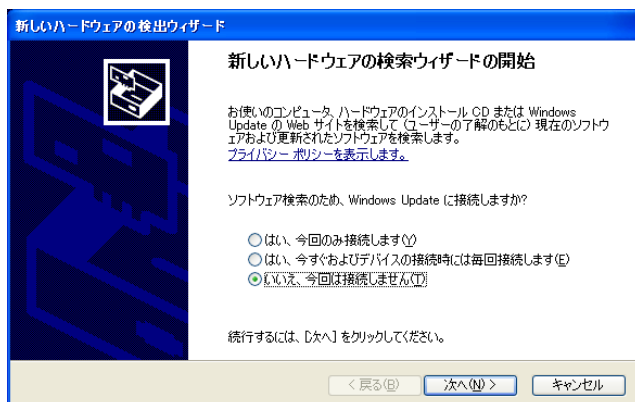 新しいハードウェアの検出ウィザード
新しいハードウェアの検索ウィザードの開始
お使いのコンピュータ、ハードウェアのインストール CD または Windows
Update の Web サイトを検索して (ユーザーの了解のもとに) 現在のソフトウ
ェアおよび更新されたソフトウェアを検索します。
プライバシー ポリシーを表示します。
ソフトウェア検索のため、Windows Update に接続しますか?
はい、今回のみ接続します(Y)
はい、今すぐおよびデバイスの接続時には毎回接続します(E)
いいえ、今回は接続しません(T)
続行するには、[次へ] をクリックしてください。
< 戻る(B) 次へ(N) > キャンセル